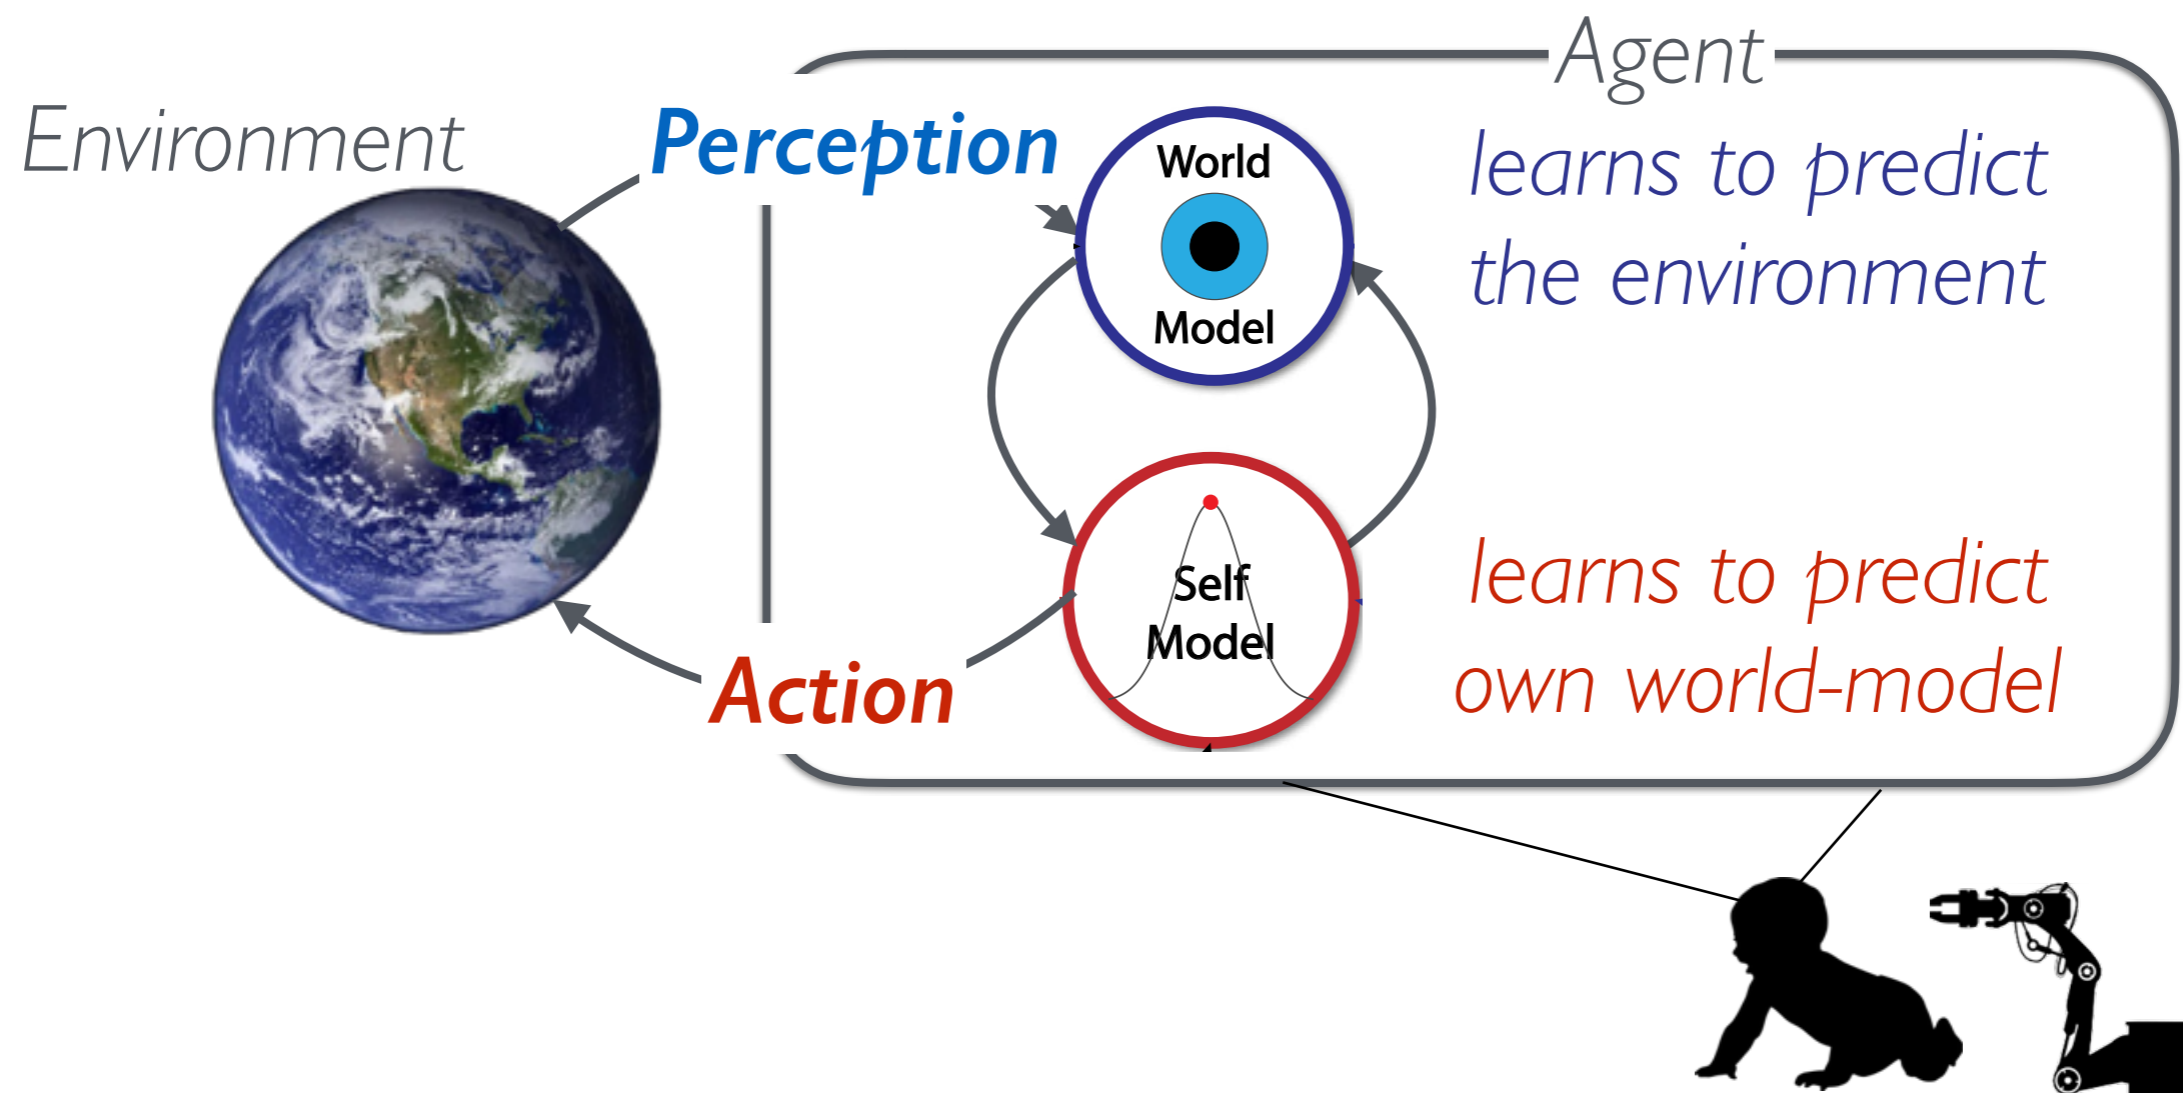 Agent
Environment
Perception
World
Model
learns to predict
the environment
Self
Model
learns to predict
own world-model
Action